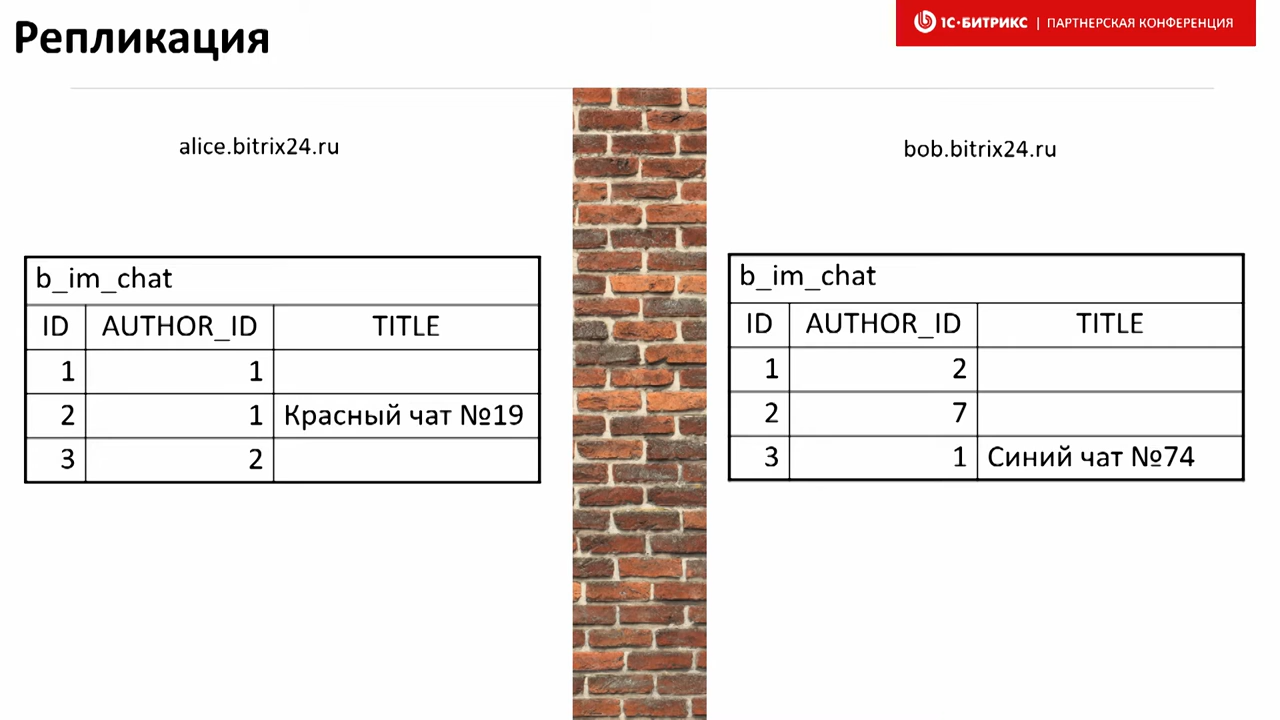 Репликация
1С·БИТРИКС | ПАРТНЕРСКАЯ КОНФЕРЕНЦИЯ
alice.bitrix24.ru
b_im_chat
ID AUTHOR_ID TITLE
1 1
2 1 Красный чат №19
3 2
bob.bitrix24.ru
b_im_chat
ID AUTHOR_ID TITLE
1 2
2 7
3 1 Синий чат №74